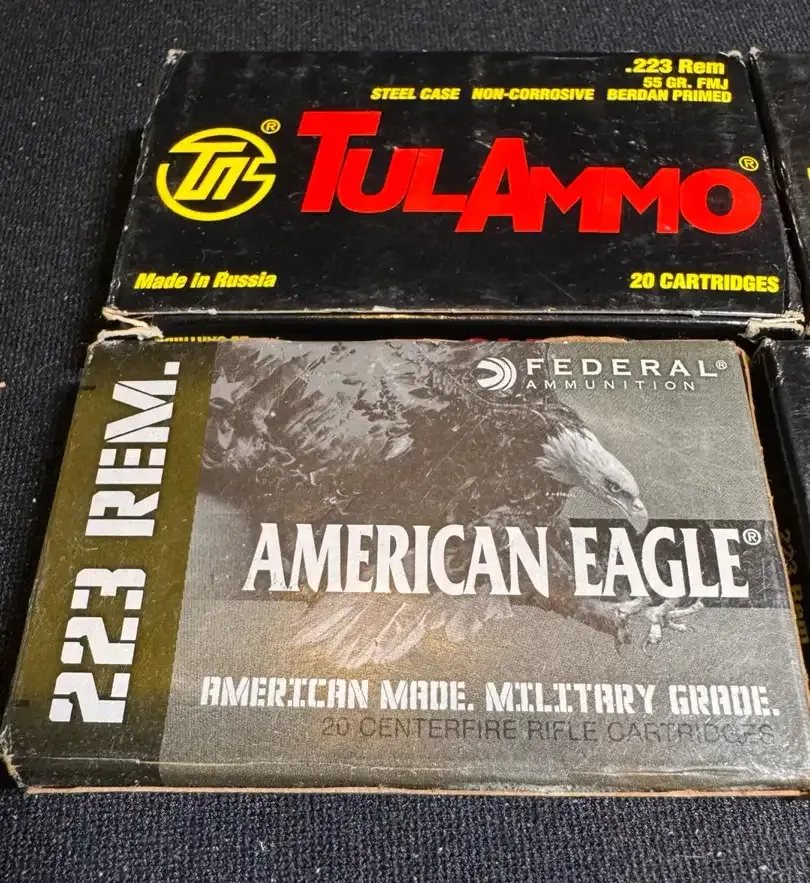 .223 Rem
55 GR. FMJ
STEEL CASE NON-CORROSIVE BERDAN PRIMED
TULAMMO®
®
Made in Russia
20 CARTRIDGES
FEDERAL®
AMMUNITION
223 REM.
AMERICAN EAGLE®
AMERICAN MADE. MILITARY GRADE.
20 CENTERFIRE RIFLE CARTRIDGES